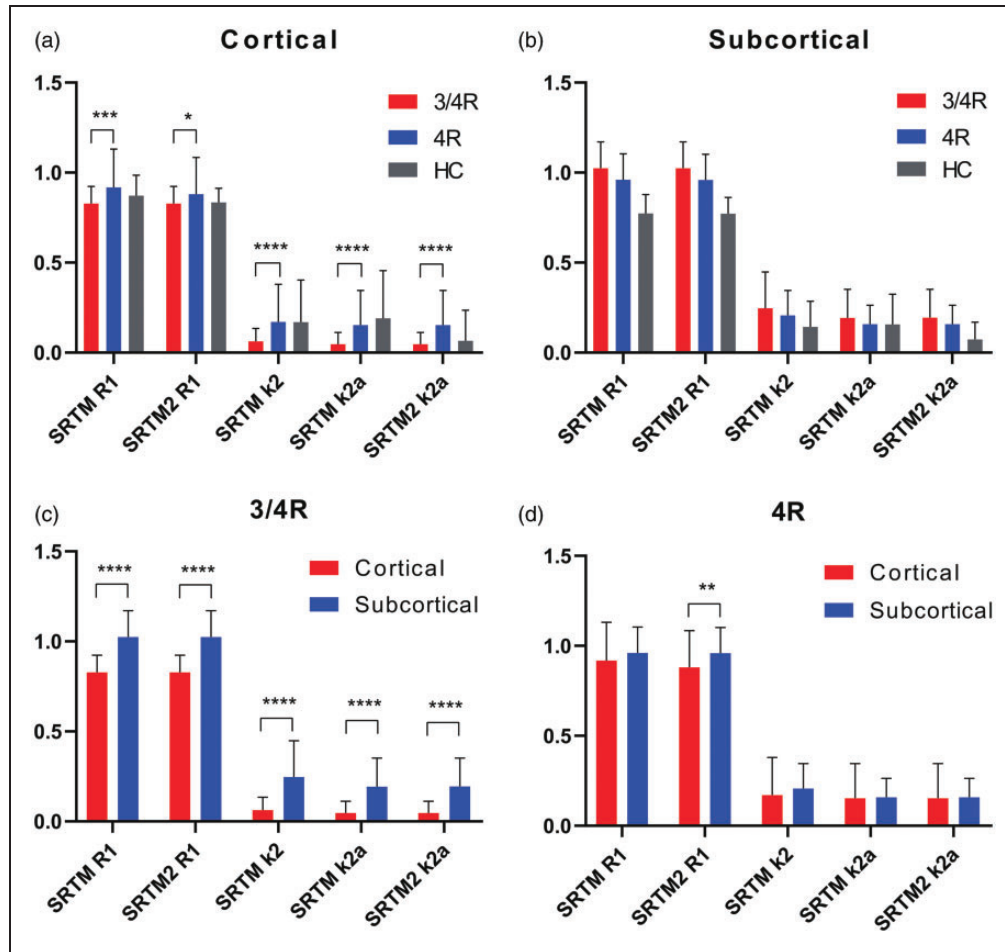 (a) Cortical
1.5
1.0
0.5
0.0
3/4R
4R
HC
*** *
**** **** ****
SRTM R1
SRTM2 R1
SRTM k2
SRTM k2a
SRTM2 k2a
(b) Subcortical
1.5
1.0
0.5
0.0
3/4R
4R
HC
SRTM R1
SRTM2 R1
SRTM k2
SRTM k2a
SRTM2 k2a
(c) 3/4R
1.5
1.0
0.5
0.0
Cortical
Subcortical
**** ****
**** **** ****
SRTM R1
SRTM2 R1
SRTM k2
SRTM k2a
SRTM2 k2a
(d) 4R
1.5
1.0
0.5
0.0
Cortical
Subcortical
**
SRTM R1
SRTM2 R1
SRTM k2
SRTM k2a
SRTM2 k2a